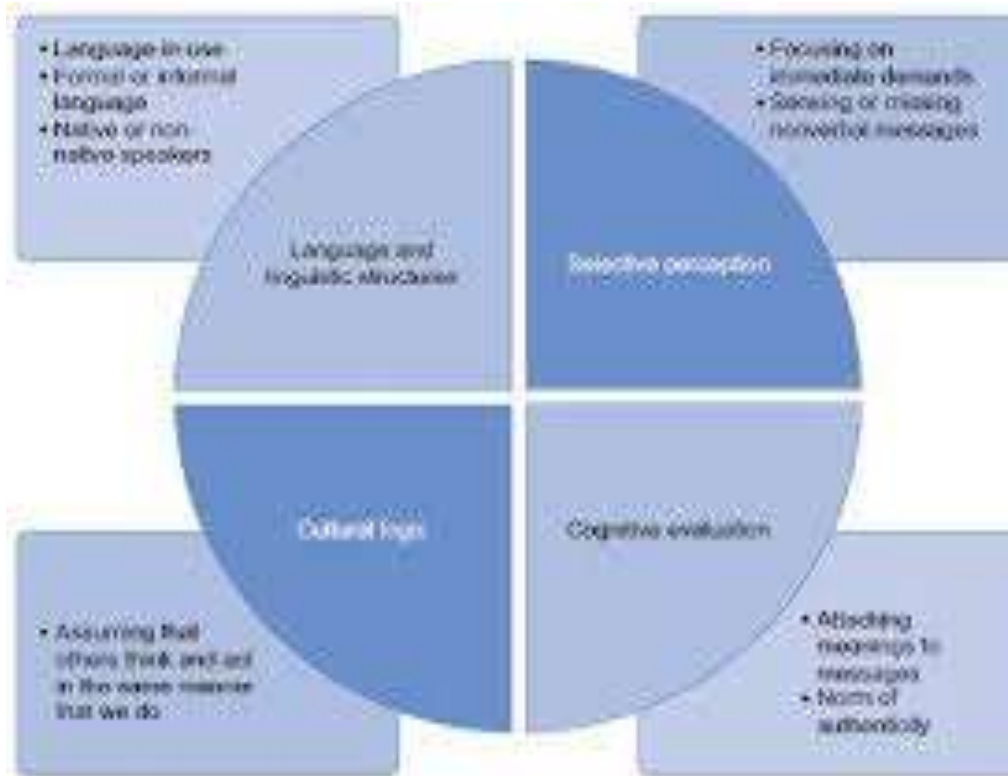 • Language-in-use
• Formal or informal
language
• Native or non-
native speakers
• Focusing on
immediate demands
• Sensing or missing
nonverbal messages
Language and
linguistic structures
Selective perception
Cultural logic
Cognitive evaluation
• Assuming that
others think and act
in the same manner
that we do
• Attaching
meanings to
messages
• Norm of
authenticity